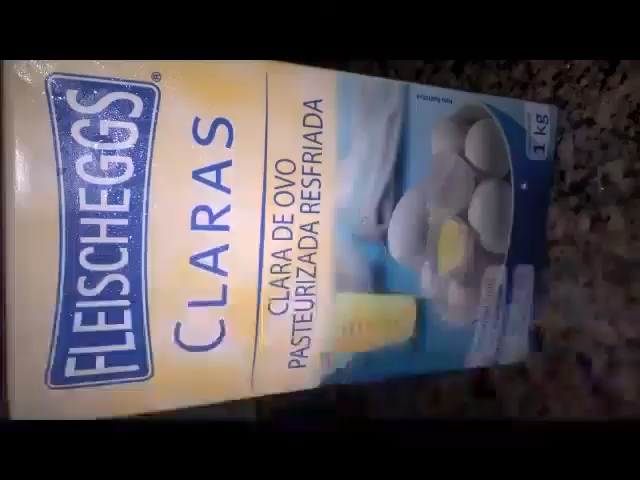 FLEISCHEGGS®
CLARAS
CLARA DE OVO
PASTEURIZADA RESFRIADA
1 kg